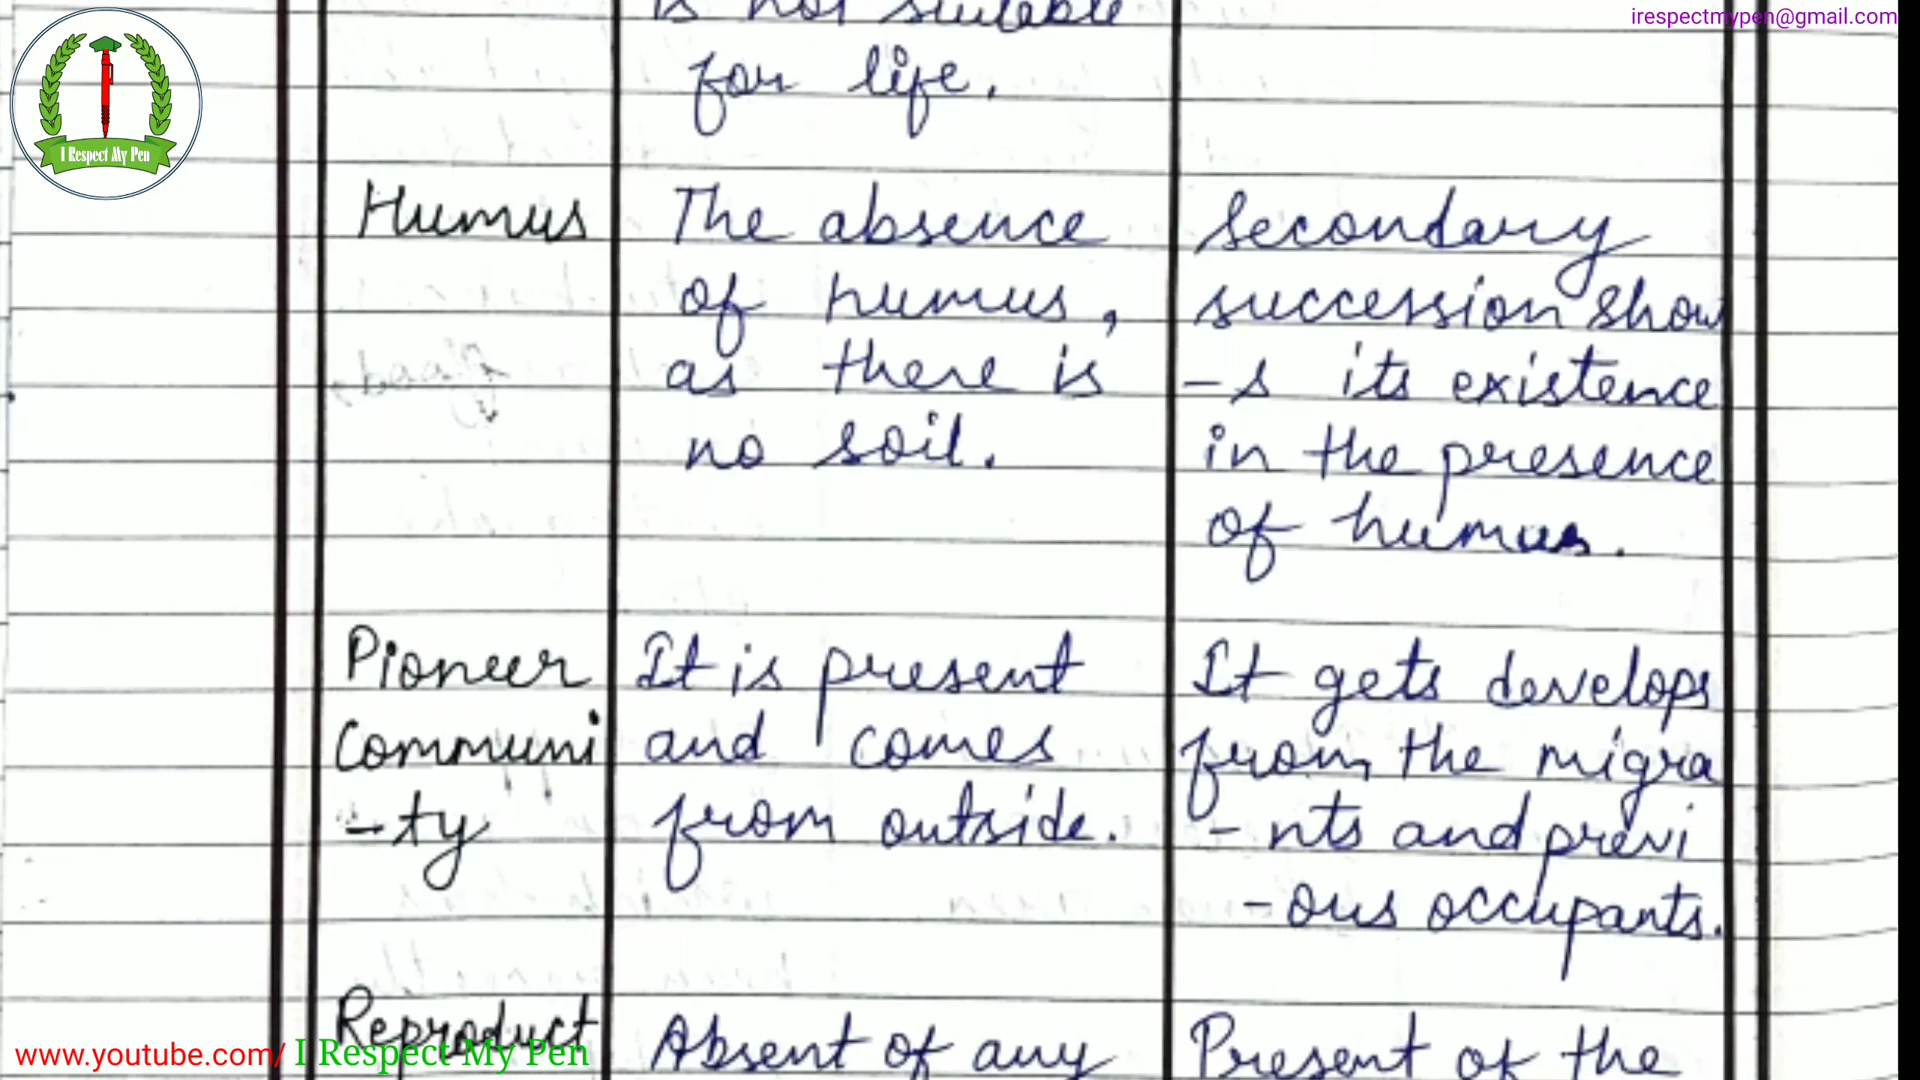 irespectmypen@gmail.com
I Respect My Pen
is not suitable
for life.
Humus
The absence
of humus,
as there is
no soil.
Secondary
succession show
-s its existence
in the presence
of humus.
Pioneer
Communi
-ty
It is present
and comes
from outside.
It gets develops
from the migra
-nts and previ
-ous occupants.
Reproduct
Absent of any
Present of the
www.youtube.com/ I Respect My Pen